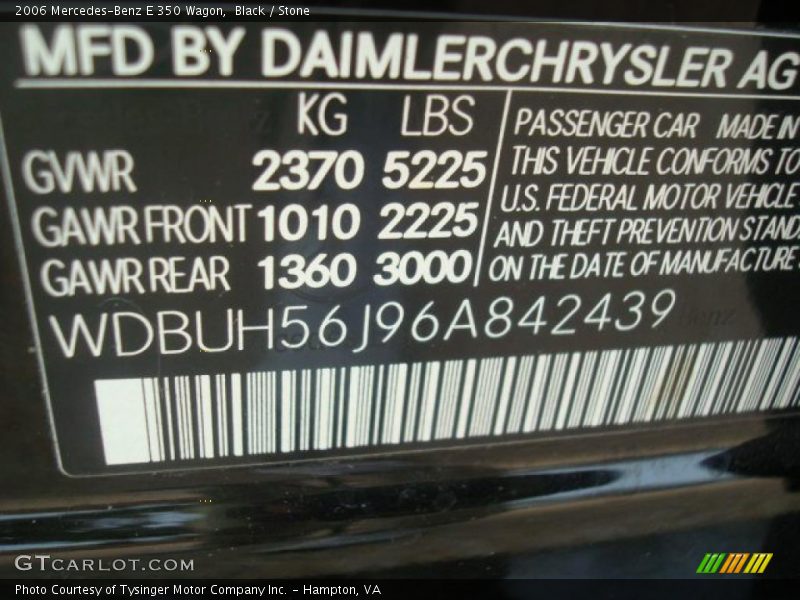 2006 Mercedes-Benz E 350 Wagon, Black / Stone
MFD BY DAIMLERCHRYSLER AG
KG LBS
GVWR 2370 5225
GAWR FRONT 1010 2225
GAWR REAR 1360 3000
PASSENGER CAR MADE IN
THIS VEHICLE CONFORMS TO
U.S. FEDERAL MOTOR VEHICLE
AND THEFT PREVENTION STAND
ON THE DATE OF MANUFACTURE
WDBUH56J96A842439
GTCARLOT.COM
Photo Courtesy of Tysinger Motor Company Inc. - Hampton, VA